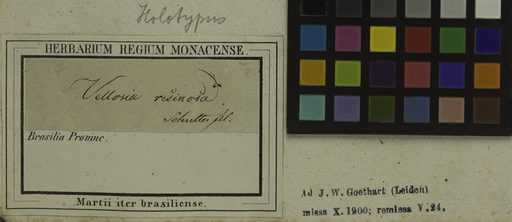 Holotypus
HERBARIUM REGIUM MONACENSE.
Vellosia resinosa
Schultes fil.
Brasilia Provinc.
Martii iter brasiliense.
Ad J. W. Goethart (Leiden)
missa X. 1900; remissa V. 24.